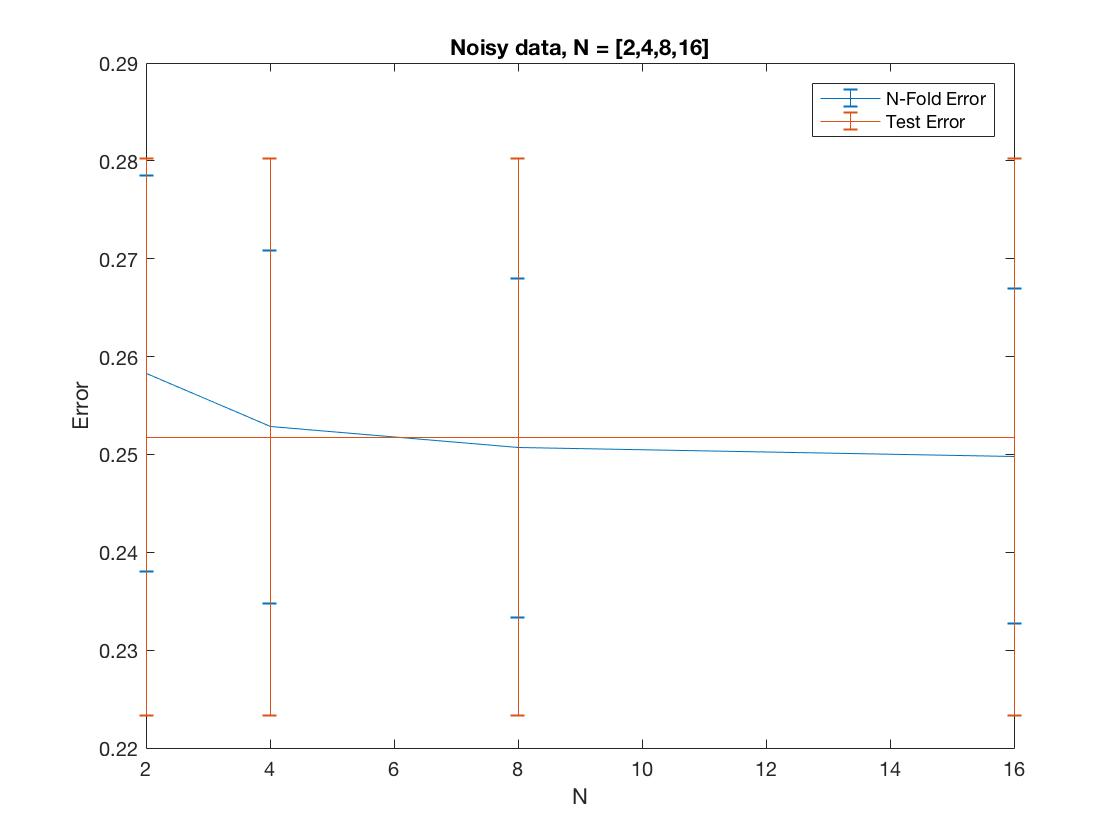 Noisy data, N = [2,4,8,16]
N-Fold Error
Test Error
0.29
0.28
0.27
0.26
0.25
0.24
0.23
0.22
Error
2 4 6 8 10 12 14 16
N